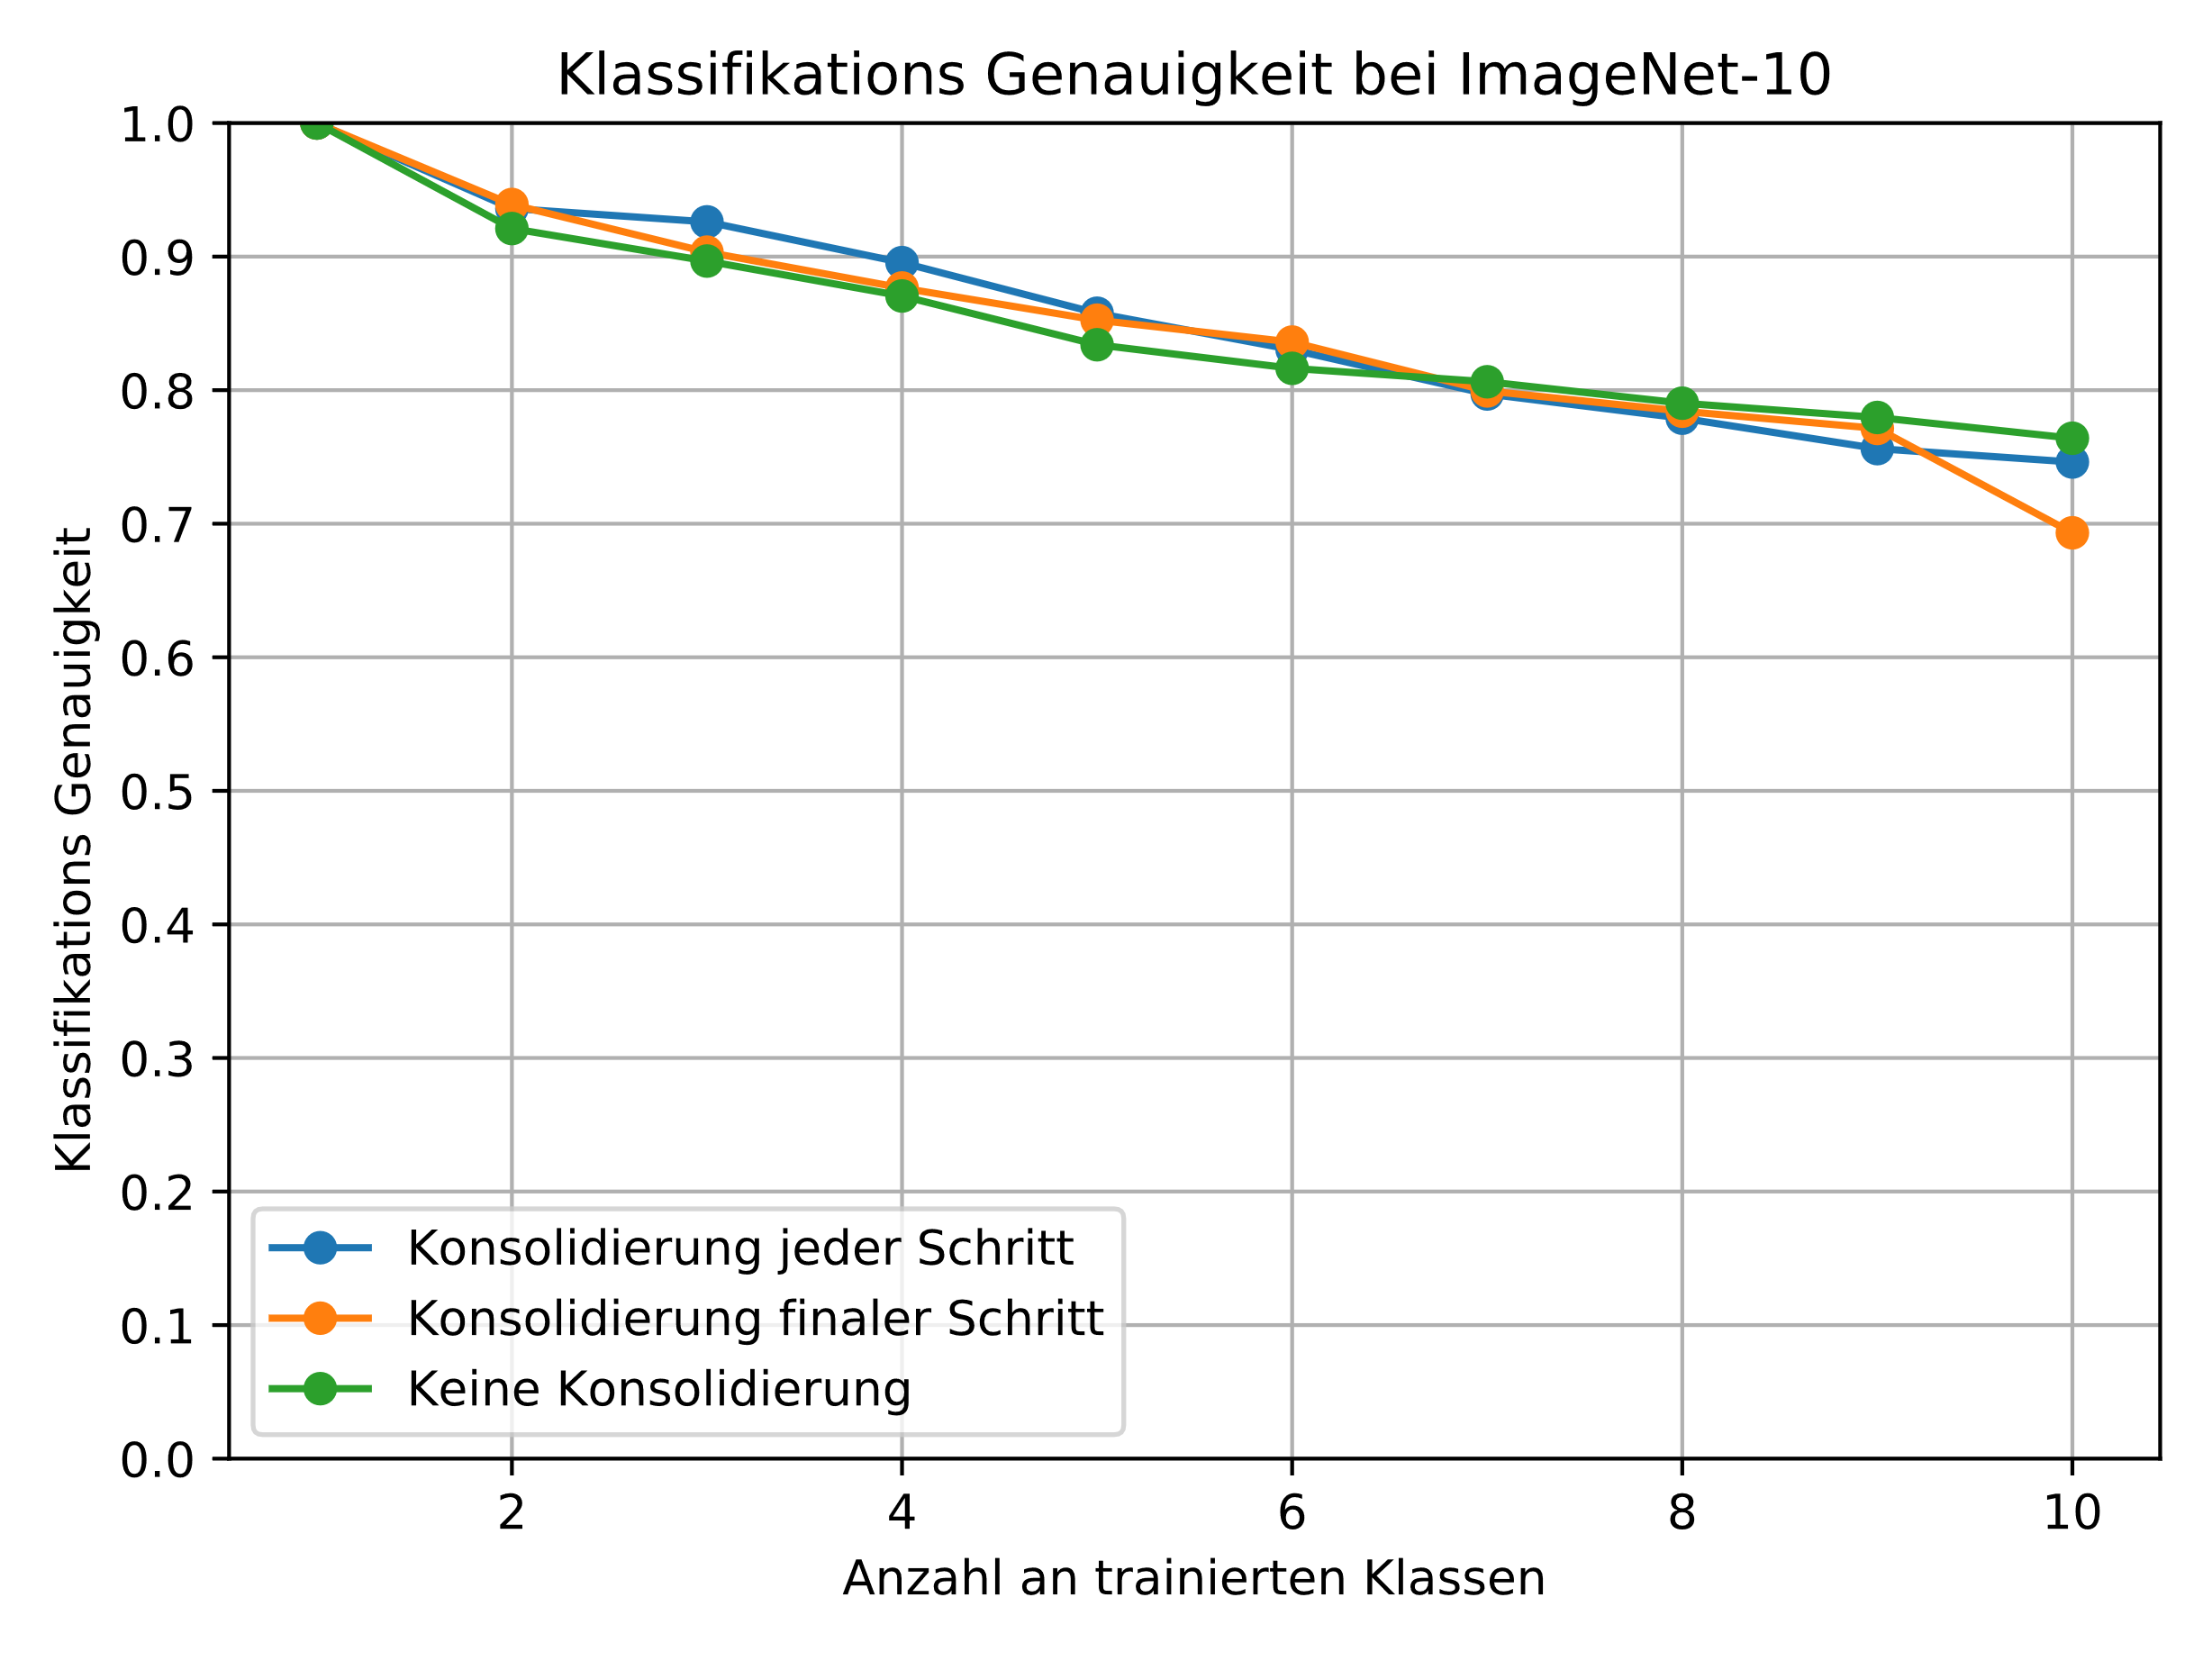 Klassifikations Genauigkeit bei ImageNet-10
1.0
0.9
0.8
0.7
0.6
0.5
0.4
0.3
0.2
0.1
0.0
Klassifikations Genauigkeit
Konsolidierung jeder Schritt
Konsolidierung finaler Schritt
Keine Konsolidierung
2 4 6 8 10
Anzahl an trainierten Klassen